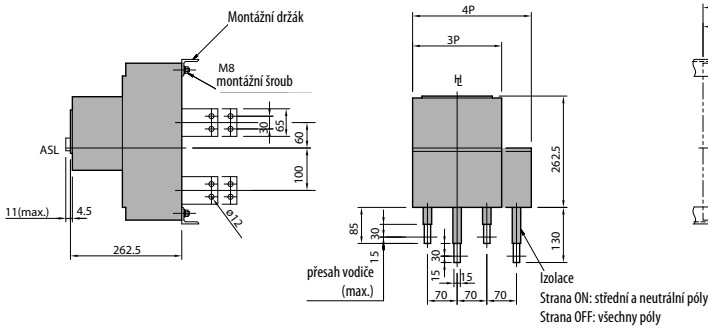 Montážní držák
M8
montážní šroub
ASL
30
65
60
100
ø12
11(max.)
4.5
262.5
4P
3P
262.5
85
30
15
30
15
15
130
přesah vodiče
(max.)
70
70
70
Izolace
Strana ON: střední a neutrální póly
Strana OFF: všechny póly